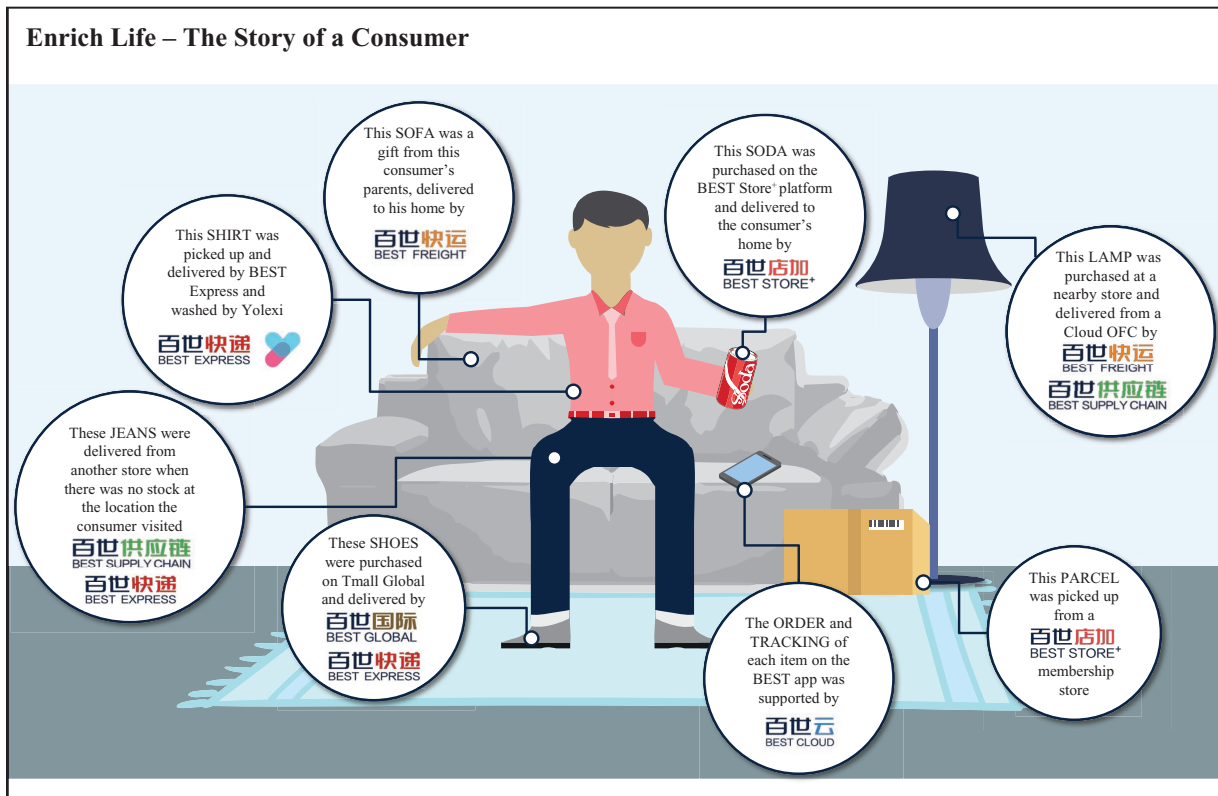 Enrich Life – The Story of a Consumer
This SOFA was a
gift from this
consumer's
parents, delivered
to his home by
百世快运
BEST FREIGHT
This SODA was
purchased on the
BEST Store⁺ platform
and delivered to
the consumer's
home by
百世店加
BEST STORE⁺
This SHIRT was
picked up and
delivered by BEST
Express and
washed by Yolexi
百世快递
BEST EXPRESS
This LAMP was
purchased at a
nearby store and
delivered from a
Cloud OFC by
百世快运
BEST FREIGHT
百世供应链
BEST SUPPLY CHAIN
Soda
These JEANS were
delivered from
another store when
there was no stock at
the location the
consumer visited
百世供应链
BEST SUPPLY CHAIN
百世快递
BEST EXPRESS
These SHOES
were purchased
on Tmall Global
and delivered by
百世国际
BEST GLOBAL
百世快递
BEST EXPRESS
The ORDER and
TRACKING of
each item on the
BEST app was
supported by
百世云
BEST CLOUD
This PARCEL
was picked up
from a
百世店加
BEST STORE⁺
membership
store